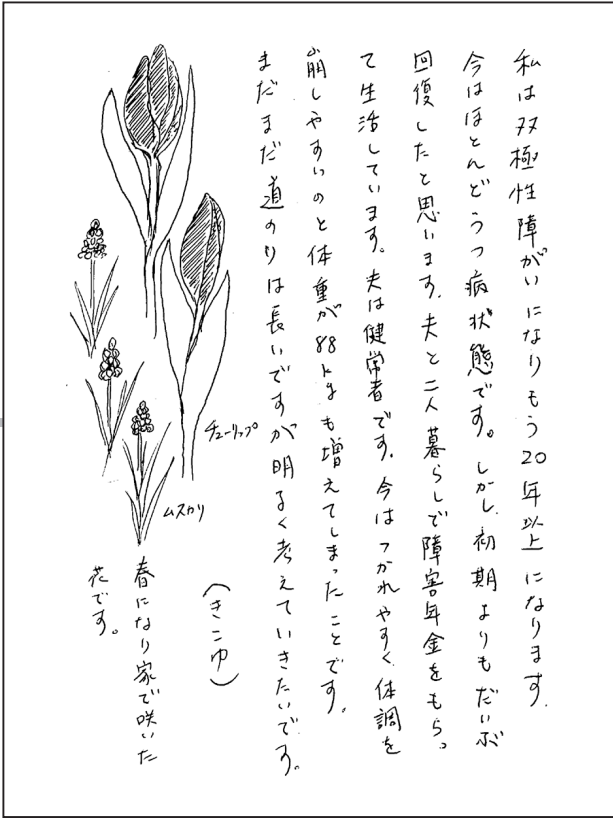 私は双極性障がいになりもう20年以上になります.
今はほとんどうつ病状態です。しかし、初期よりもだいぶ
回復したと思います.夫と二人暮らしで障害年金をもらっ
て生活しています。夫は健常者です.今はつかれやすく、体調を
崩しやすいのと体重が88kgも増えてしまったことです.
まだまだ道のりは長いですが明るく考えていきたいです。
(きこゆ)
チューリップ
ムスカリ
春になり家で咲いた
花です。